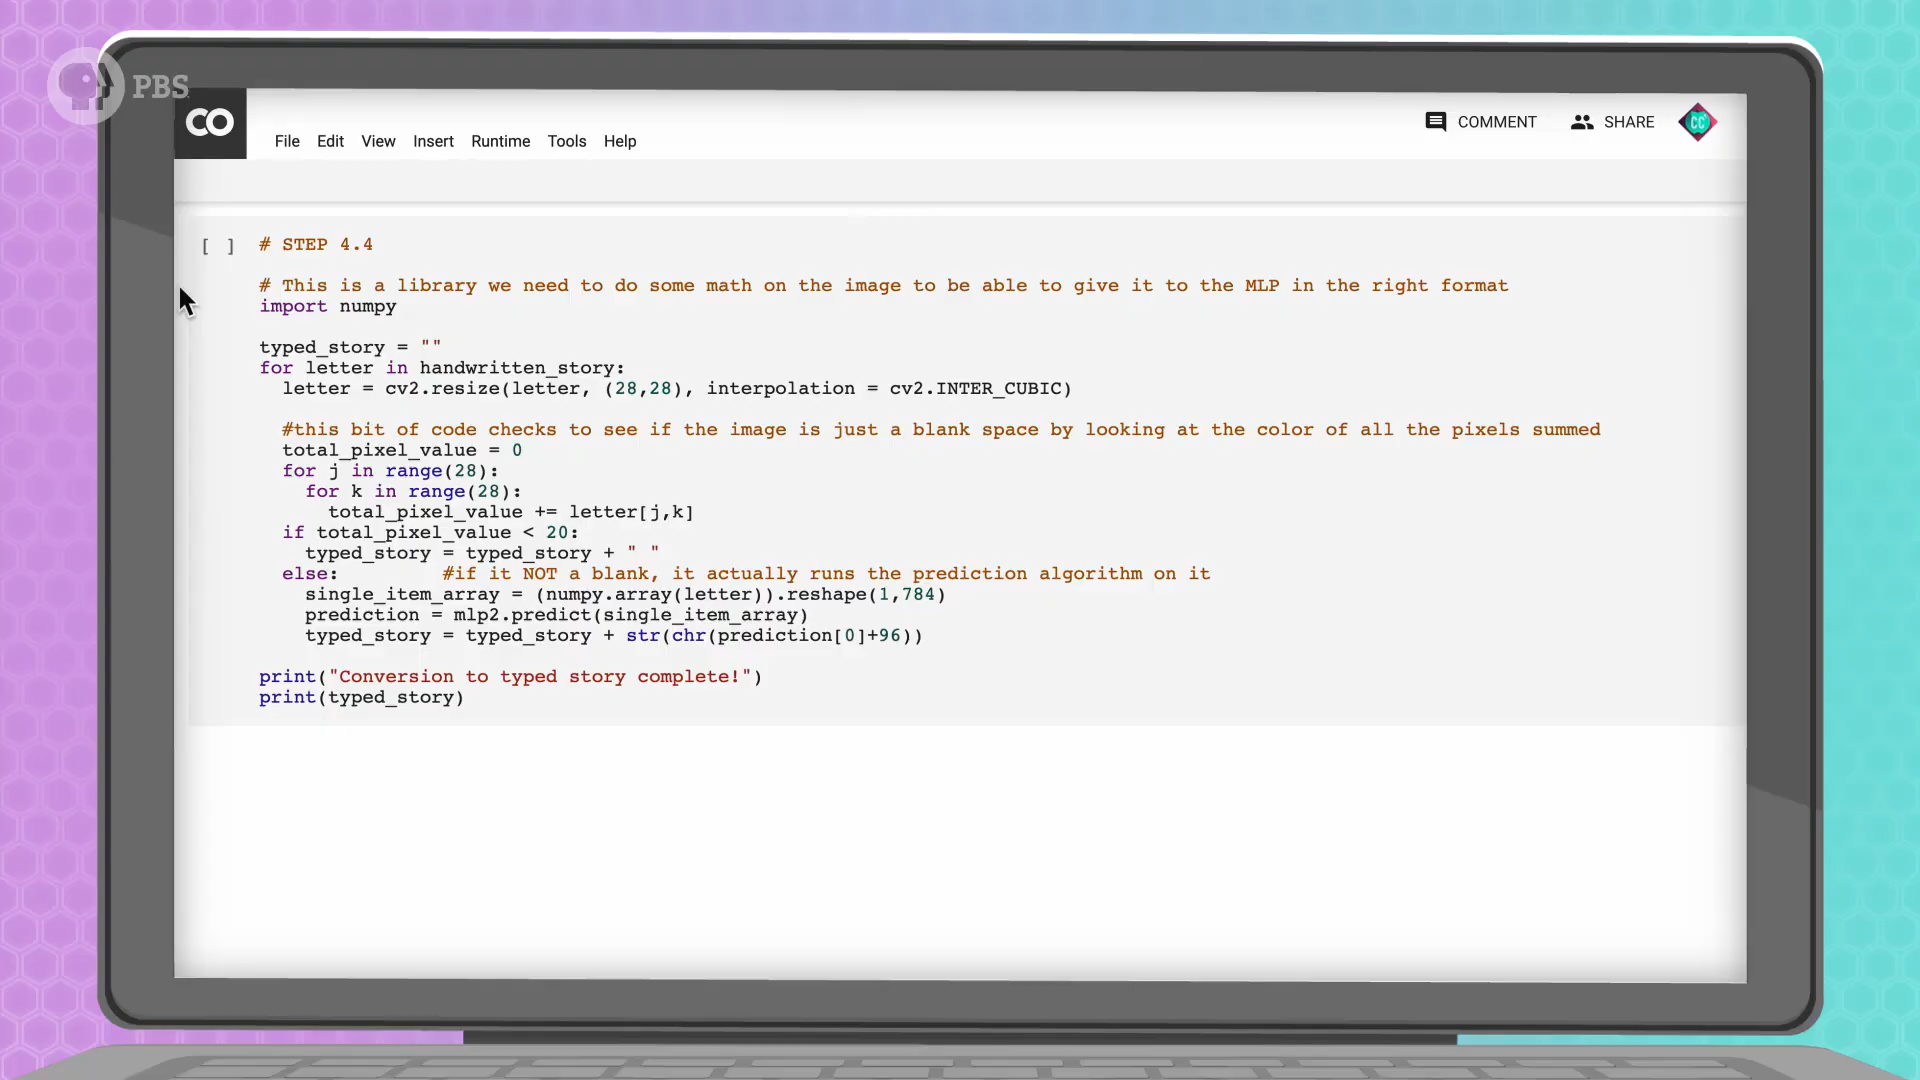 PBS
CO
File Edit View Insert Runtime Tools Help
COMMENT SHARE CC
[ ] # STEP 4.4
# This is a library we need to do some math on the image to be able to give it to the MLP in the right format
import numpy
typed_story = ""
for letter in handwritten_story:
  letter = cv2.resize(letter, (28,28), interpolation = cv2.INTER_CUBIC)
  #this bit of code checks to see if the image is just a blank space by looking at the color of all the pixels summed
  total_pixel_value = 0
  for j in range(28):
    for k in range(28):
      total_pixel_value += letter[j,k]
  if total_pixel_value < 20:
    typed_story = typed_story + " "
  else:         #if it NOT a blank, it actually runs the prediction algorithm on it
    single_item_array = (numpy.array(letter)).reshape(1,784)
    prediction = mlp2.predict(single_item_array)
    typed_story = typed_story + str(chr(prediction[0]+96))
print("Conversion to typed story complete!")
print(typed_story)